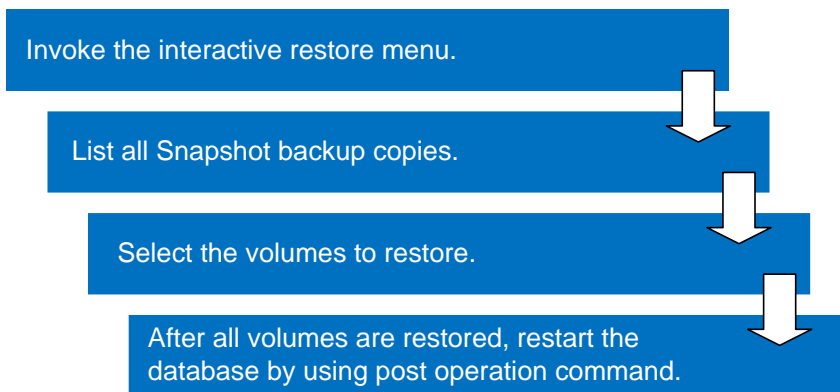 Invoke the interactive restore menu.
List all Snapshot backup copies.
Select the volumes to restore.
After all volumes are restored, restart the
database by using post operation command.